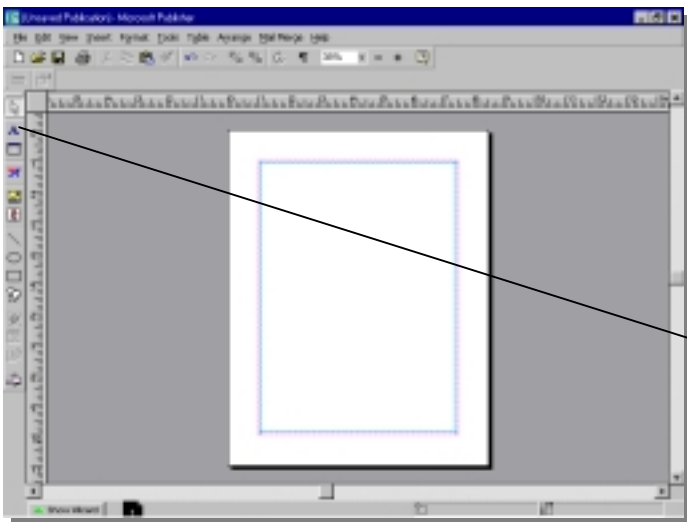 [Unsaved Publication] - Microsoft Publisher
File Edit View Insert Format Tools Table Arrange Mail Merge Help
Show Wizard